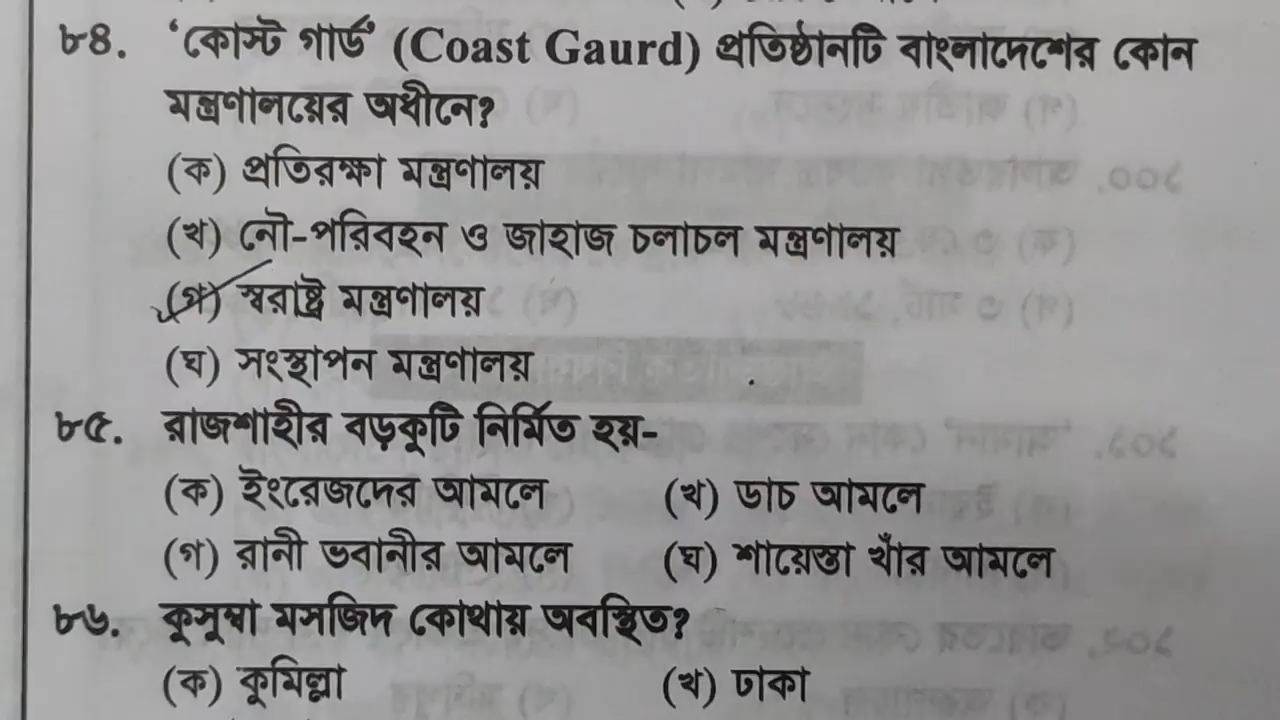 ৮৪. ‘কোস্ট গার্ড’ (Coast Gaurd) প্রতিষ্ঠানটি বাংলাদেশের কোন
মন্ত্রণালয়ের অধীনে?
(ক) প্রতিরক্ষা মন্ত্রণালয়
(খ) নৌ-পরিবহন ও জাহাজ চলাচল মন্ত্রণালয়
(গ) স্বরাষ্ট্র মন্ত্রণালয়
(ঘ) সংস্থাপন মন্ত্রণালয়
৮৫. রাজশাহীর বড়কুটি নির্মিত হয়-
(ক) ইংরেজদের আমলে (খ) ডাচ আমলে
(গ) রানী ভবানীর আমলে (ঘ) শায়েস্তা খাঁর আমলে
৮৬. কুসুম্বা মসজিদ কোথায় অবস্থিত?
(ক) কুমিল্লা (খ) ঢাকা